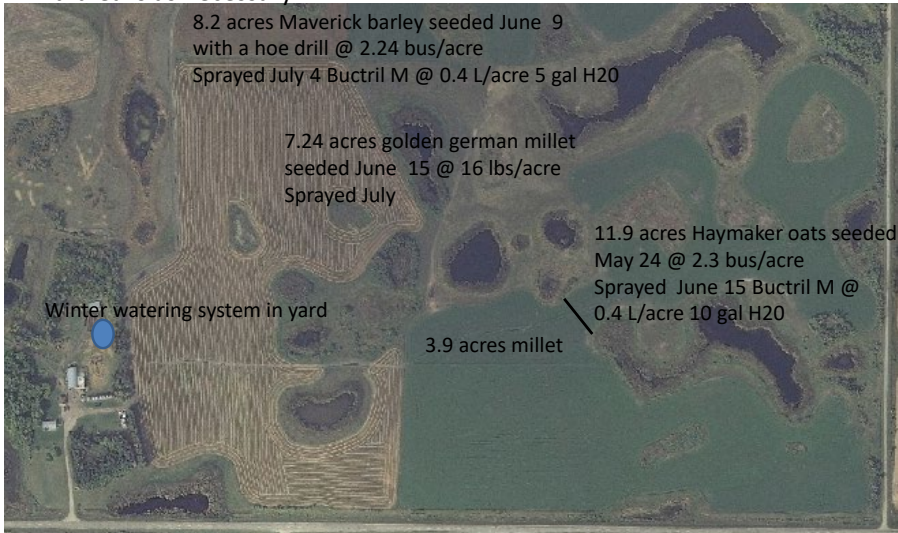 8.2 acres Maverick barley seeded June 9
with a hoe drill @ 2.24 bus/acre
Sprayed July 4 Buctril M @ 0.4 L/acre 5 gal H20
7.24 acres golden german millet
seeded June 15 @ 16 lbs/acre
Sprayed July
11.9 acres Haymaker oats seeded
May 24 @ 2.3 bus/acre
Sprayed June 15 Buctril M @
0.4 L/acre 10 gal H20
Winter watering system in yard
3.9 acres millet